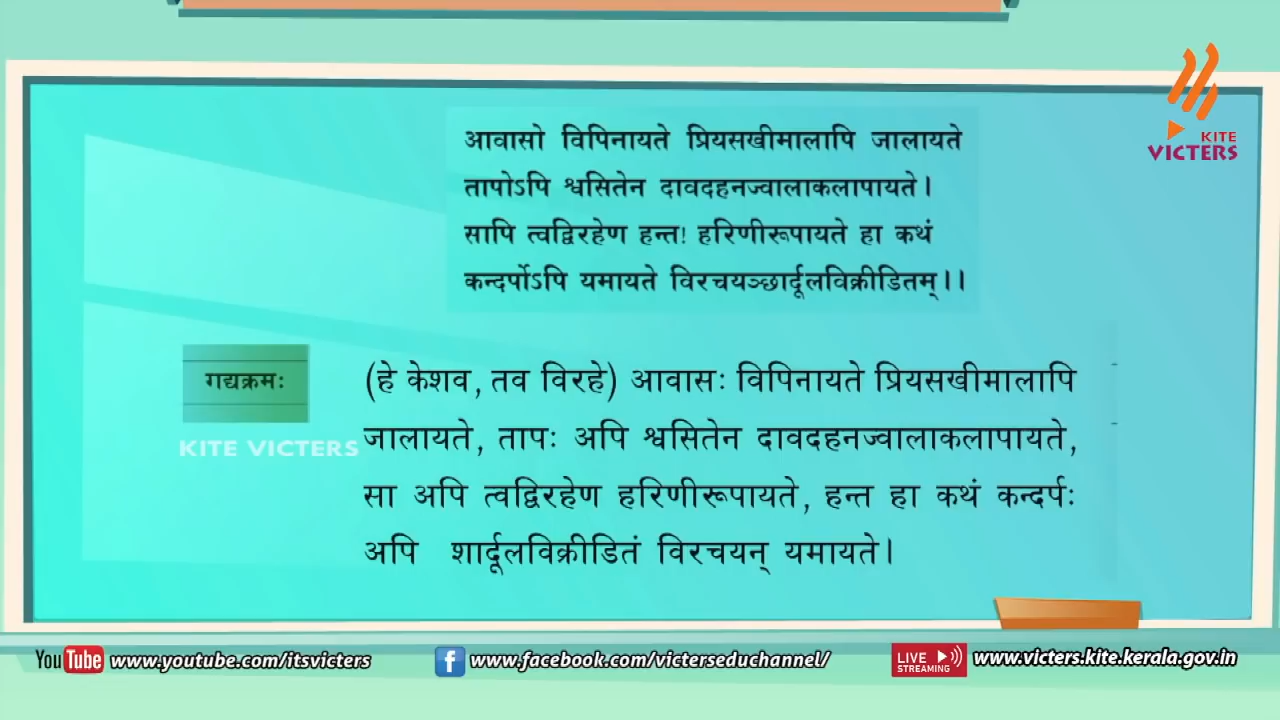 KITE
VICTERS
आवासो विपिनायते प्रियसखीमालापि जालायते
तापोऽपि श्वसितेन दावदहनज्वालाकलापायते।
सापि त्वद्विरहेण हन्त! हरिणीरूपायते हा कथं
कन्दर्पोऽपि यमायते विरचयञ्छार्दूलविक्रीडितम्।।
गद्यक्रमः
(हे केशव, तव विरहे) आवासः विपिनायते प्रियसखीमालापि
जालायते, तापः अपि श्वसितेन दावदहनज्वालाकलापायते,
सा अपि त्वद्विरहेण हरिणीरूपायते, हन्त हा कथं कन्दर्पः
अपि शार्दूलविक्रीडितं विरचयन् यमायते।
KITE VICTERS
YouTube www.youtube.com/itsvicters
f www.facebook.com/victerseduchannel/
LIVE
STREAMING
www.victers.kite.kerala.gov.in